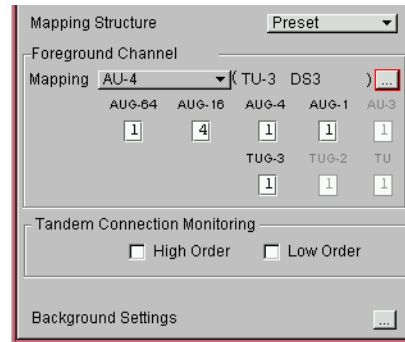 Mapping Structure Preset
Foreground Channel
Mapping AU-4 ( TU-3 DS3 ) ...
AUG-64 AUG-16 AUG-4 AUG-1 AU-3
1 4 1 1 1
TUG-3 TUG-2 TU
1 1 1
Tandem Connection Monitoring
High Order Low Order
Background Settings ...